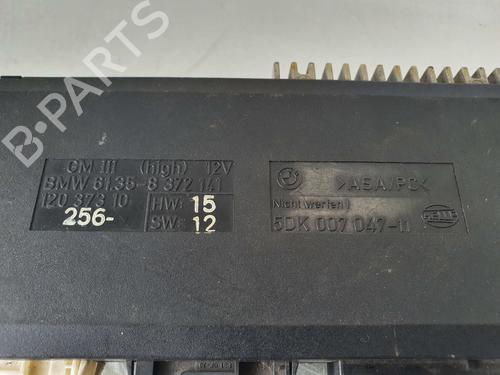 B-PARTS
GM III (high) 12V
BMW 61.35-8 372 141
120 373 10
256-
HW: 15
SW: 12
>ASA/PC<
Nicht werfen!
5DK 007 047-11
HELLA